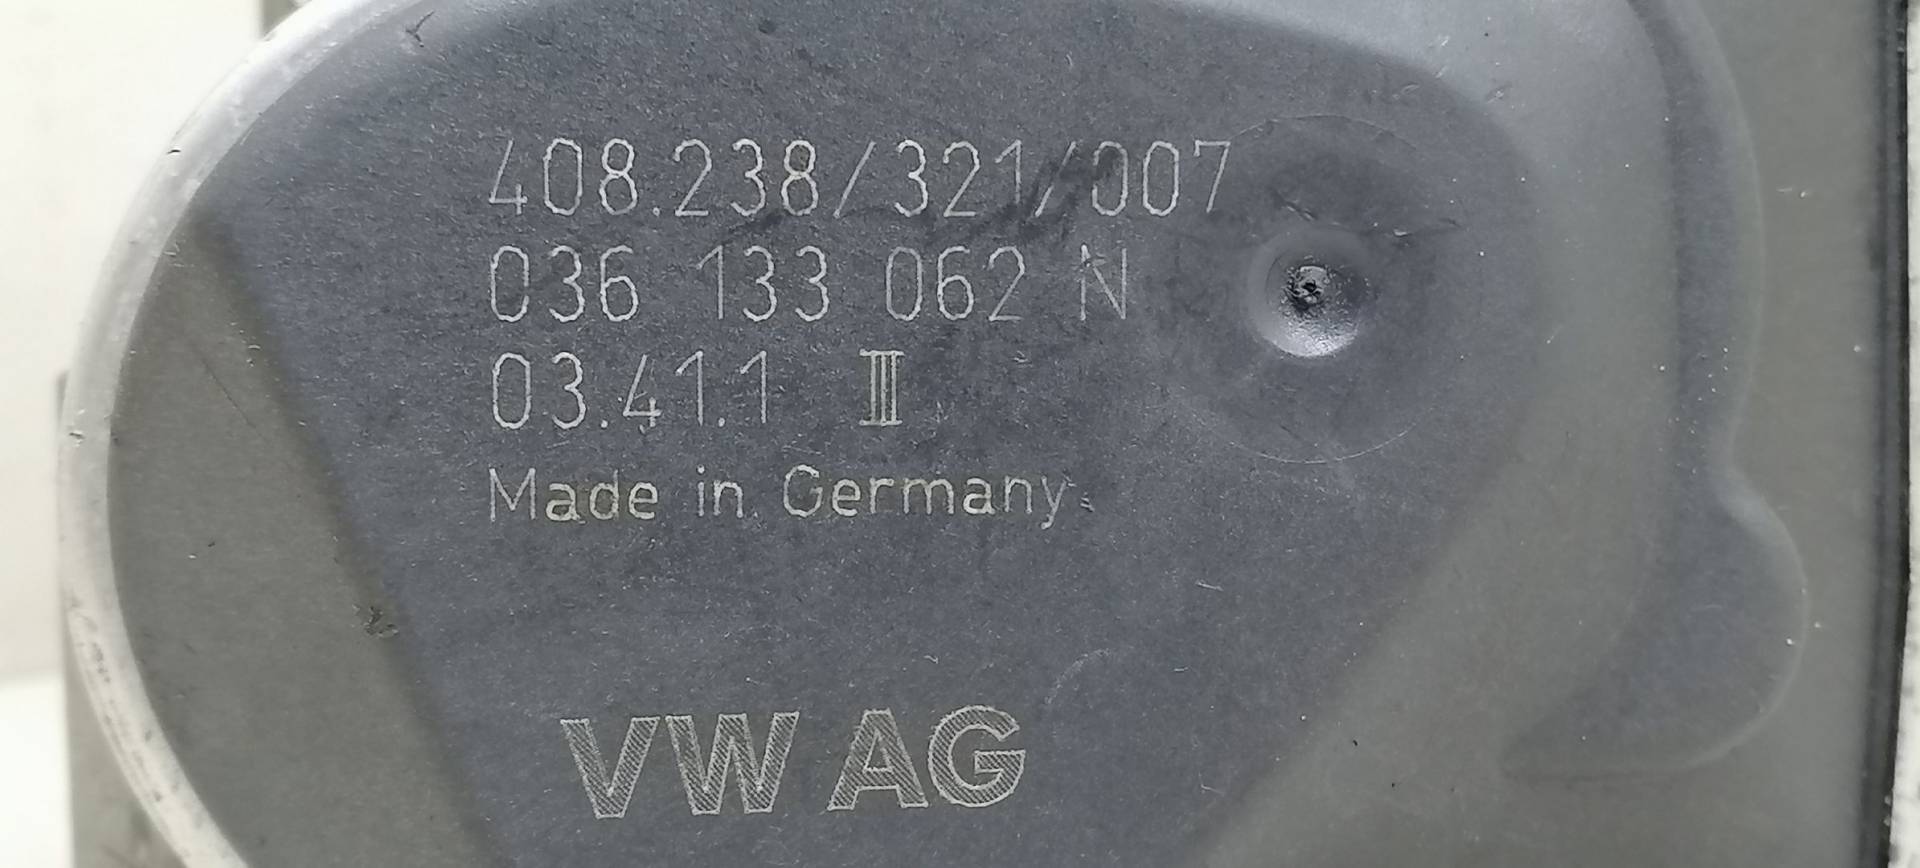 408.238/321/007
036 133 062 N
03.41.1 III
Made in Germany
VW AG